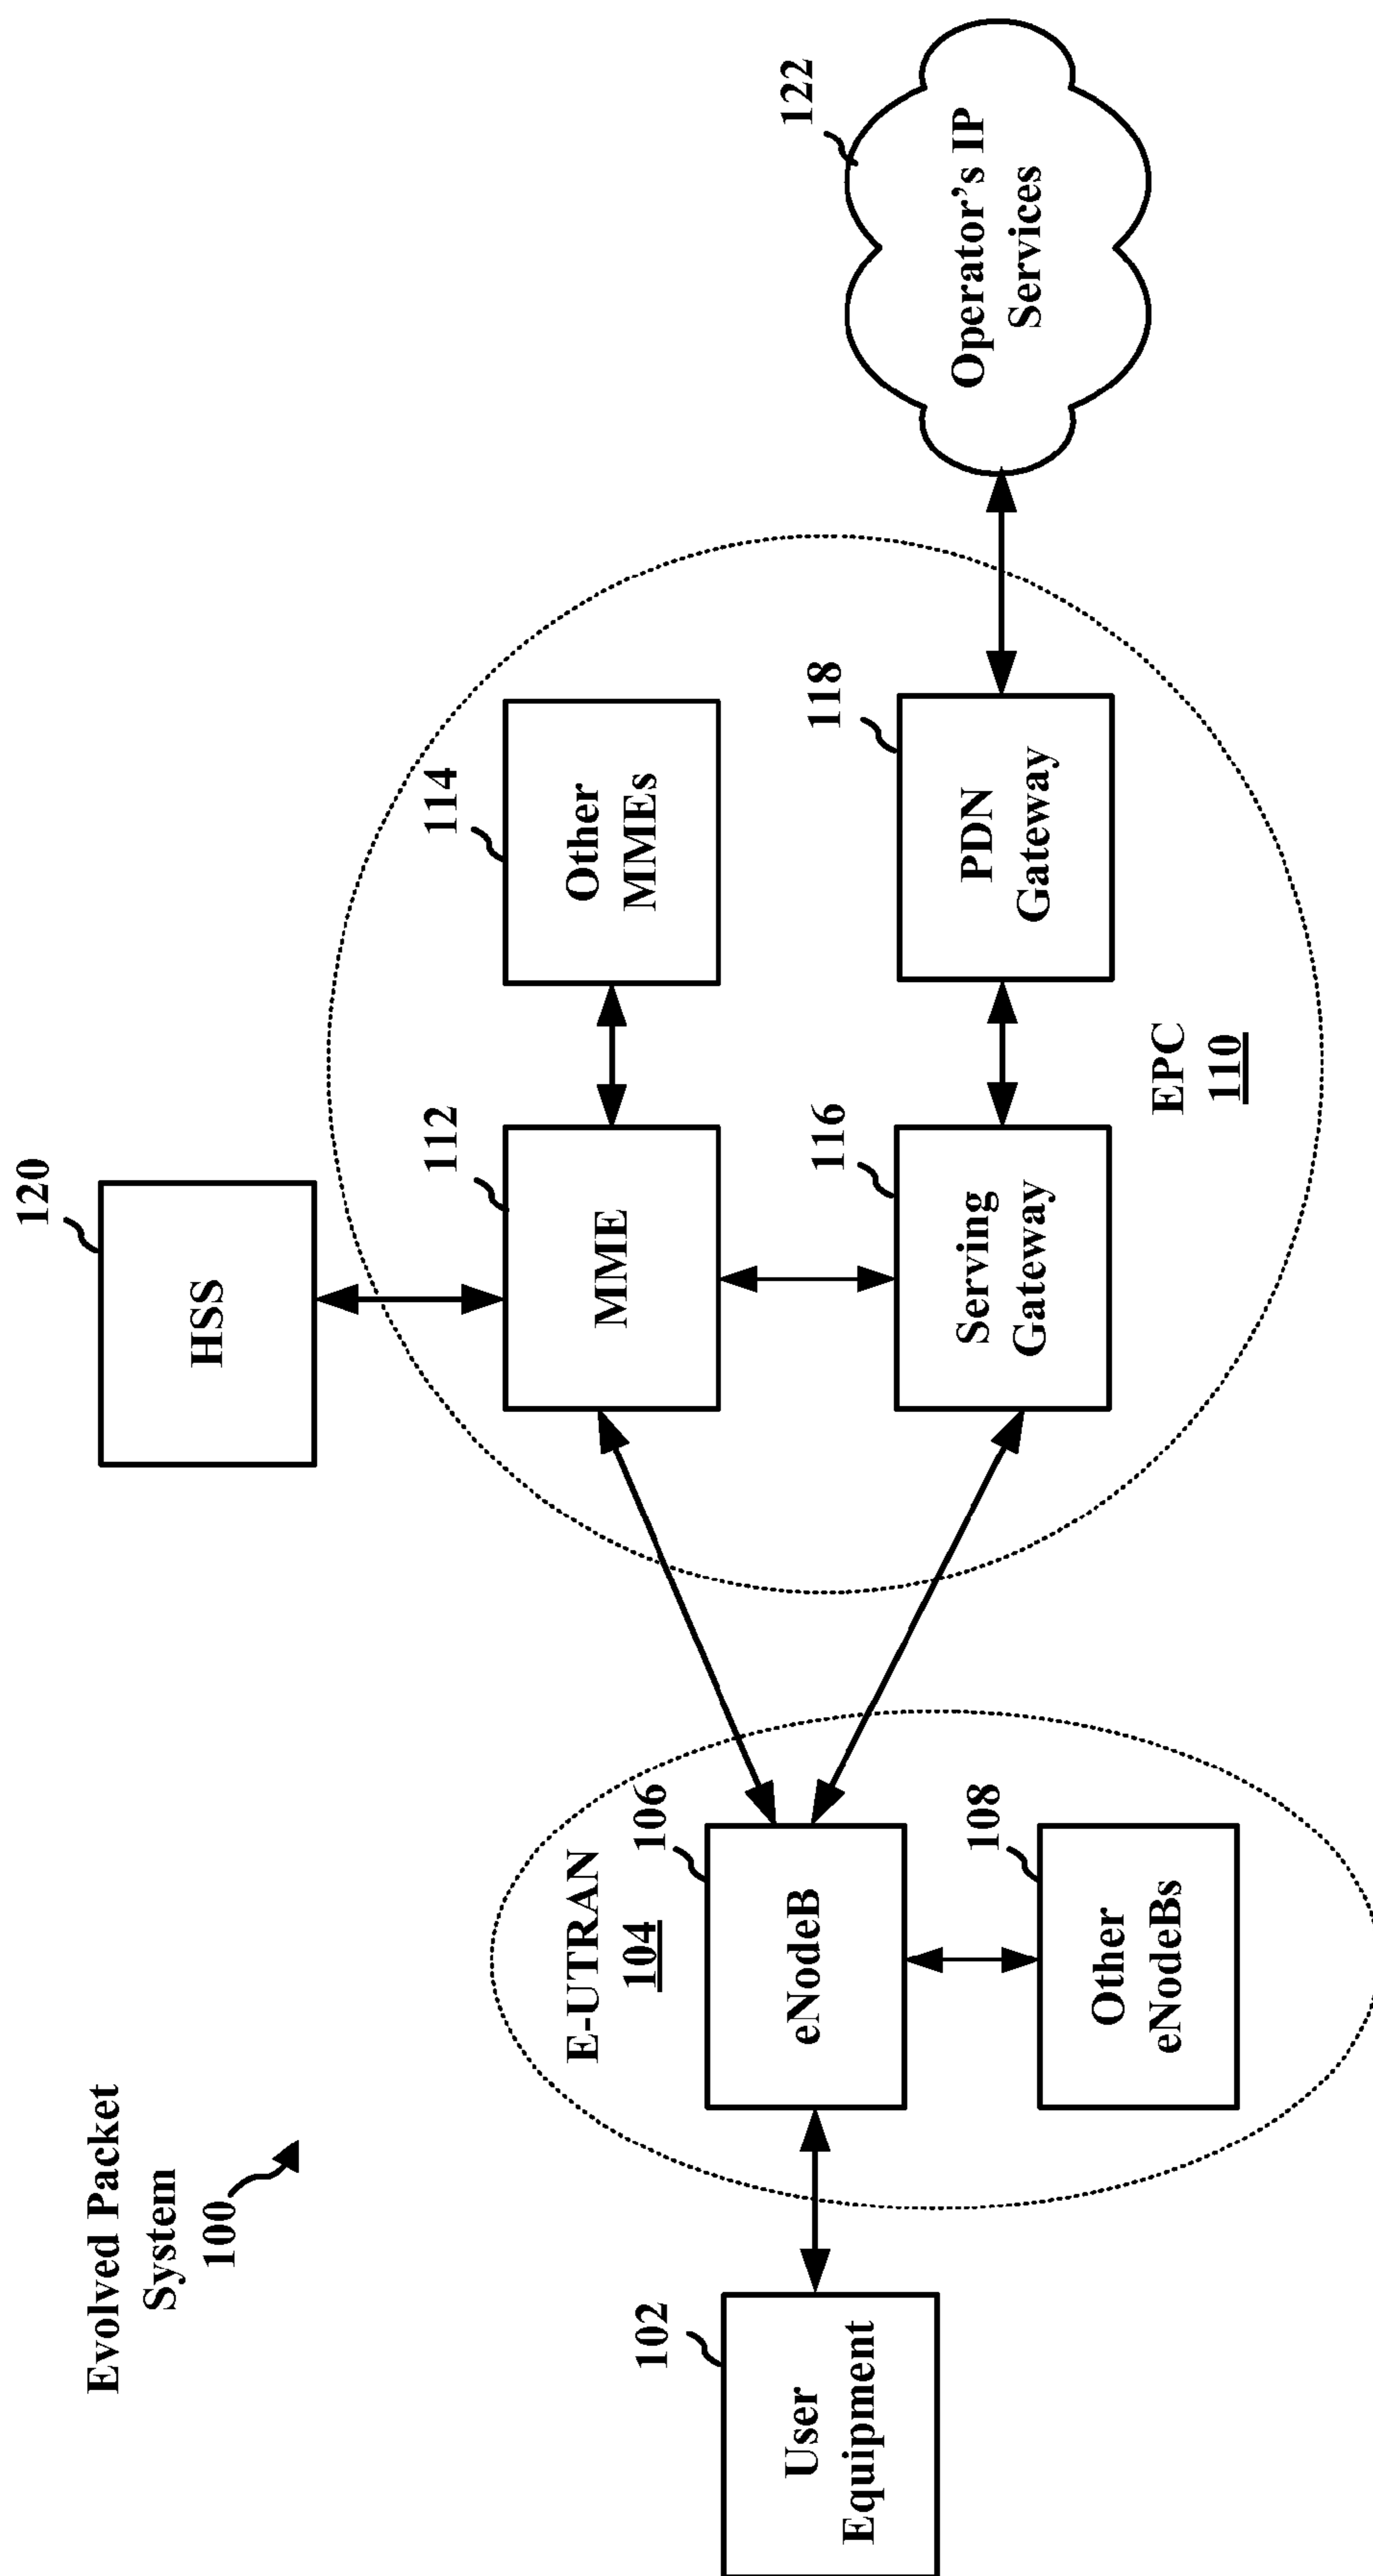 Evolved Packet
System
100
120
HSS
E-UTRAN
104
102
User
Equipment
106
eNodeB
108
Other
eNodeBs
112
MME
114
Other
MMEs
116
Serving
Gateway
118
PDN
Gateway
EPC
110
122
Operator's IP
Services